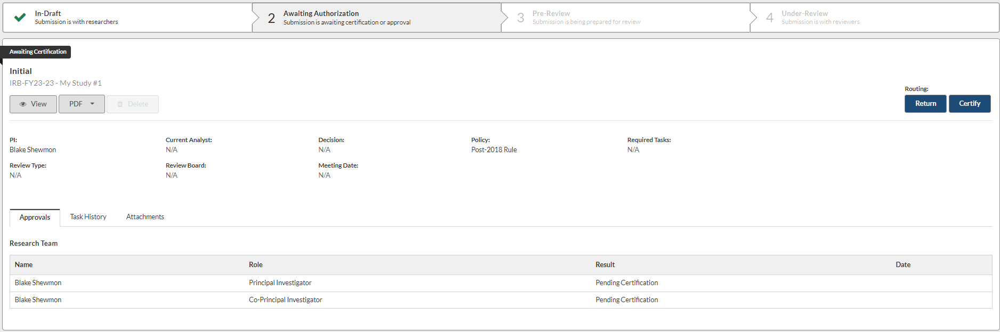 In-Draft
Submission is with researchers
2 Awaiting Authorization
Submission is awaiting certification or approval
3 Pre-Review
Submission is being prepared for review
4 Under-Review
Submission is with reviewers
Awaiting Certification
Initial
IRB-FY23-23 - My Study #1
View PDF Delete
Routing:
Return Certify
PI: Current Analyst: Decision: Policy: Required Tasks:
Blake Shewmon N/A N/A Post-2018 Rule N/A
Review Type: Review Board: Meeting Date:
N/A N/A N/A
Approvals Task History Attachments
Research Team
Name Role Result Date
Blake Shewmon Principal Investigator Pending Certification
Blake Shewmon Co-Principal Investigator Pending Certification